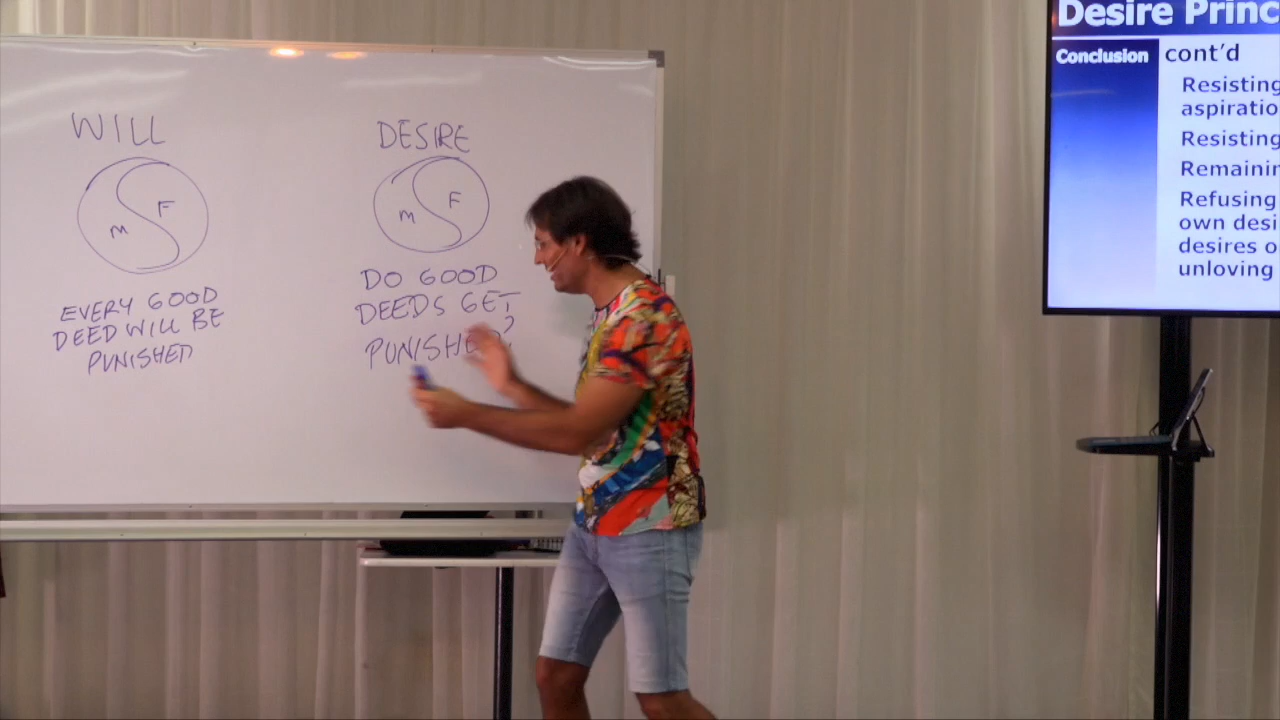 WILL
M F
EVERY GOOD
DEED WILL BE
PUNISHED
DESIRE
M F
DO GOOD
DEEDS GET
PUNISHED?
Desire Princ
Conclusion cont'd
Resisting
aspiratio
Resisting
Remainin
Refusing
own desi
desires o
unloving